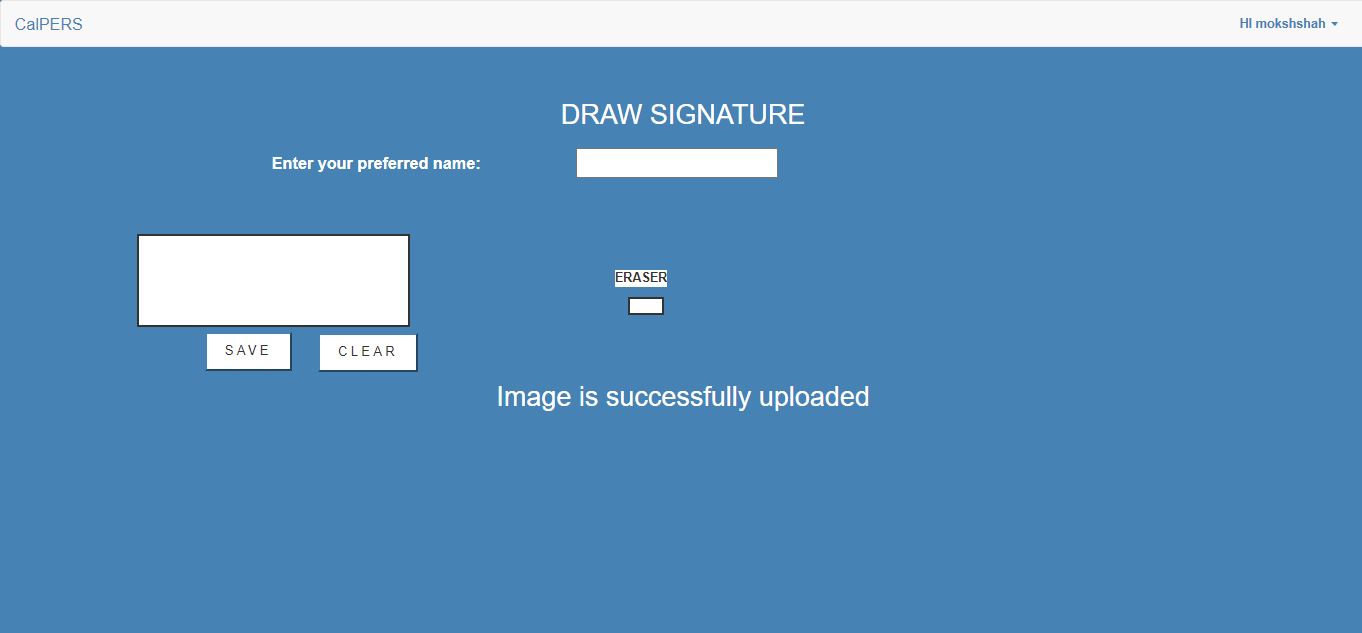 CalPERS
HI mokshshah
DRAW SIGNATURE
Enter your preferred name:
ERASER
SAVE
CLEAR
Image is successfully uploaded